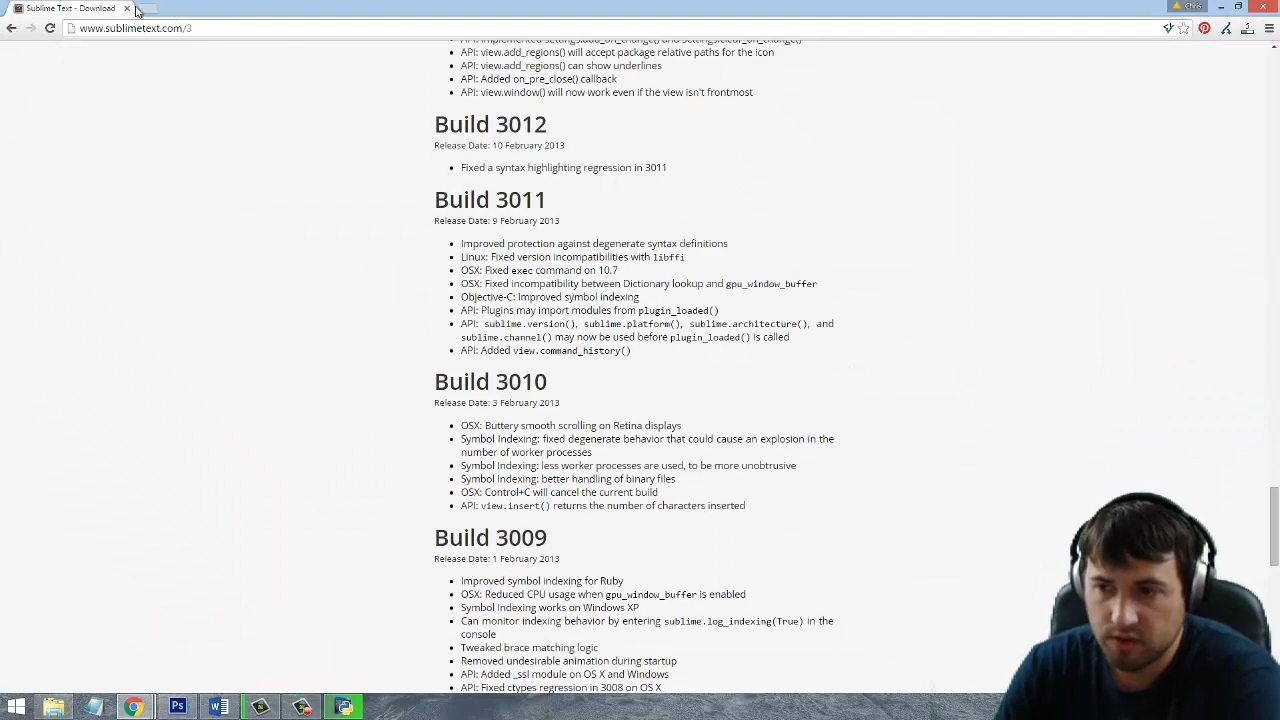 Sublime Text - Download
Chris
www.sublimetext.com/3
API: Implemented settings.add_on_change() and settings.clear_on_change()
API: view.add_regions() will accept package relative paths for the icon
API: view.add_regions() can show underlines
API: Added on_pre_close() callback
API: view.window() will now work even if the view isn't frontmost
Build 3012
Release Date: 10 February 2013
Fixed a syntax highlighting regression in 3011
Build 3011
Release Date: 9 February 2013
Improved protection against degenerate syntax definitions
Linux: Fixed version incompatibilities with libffi
OSX: Fixed exec command on 10.7
OSX: Fixed incompatibility between Dictionary lookup and gpu_window_buffer
Objective-C: Improved symbol indexing
API: Plugins may import modules from plugin_loaded()
API: sublime.version(), sublime.platform(), sublime.architecture(), and
sublime.channel() may now be used before plugin_loaded() is called
API: Added view.command_history()
Build 3010
Release Date: 3 February 2013
OSX: Buttery smooth scrolling on Retina displays
Symbol Indexing: fixed degenerate behavior that could cause an explosion in the
number of worker processes
Symbol Indexing: less worker processes are used, to be more unobtrusive
Symbol Indexing: better handling of binary files
OSX: Control+C will cancel the current build
API: view.insert() returns the number of characters inserted
Build 3009
Release Date: 1 February 2013
Improved symbol indexing for Ruby
OSX: Reduced CPU usage when gpu_window_buffer is enabled
Symbol Indexing works on Windows XP
Can monitor indexing behavior by entering sublime.log_indexing(True) in the
console
Tweaked brace matching logic
Removed undesirable animation during startup
API: Added _ssl module on OS X and Windows
API: Fixed ctypes regression in 3008 on OS X